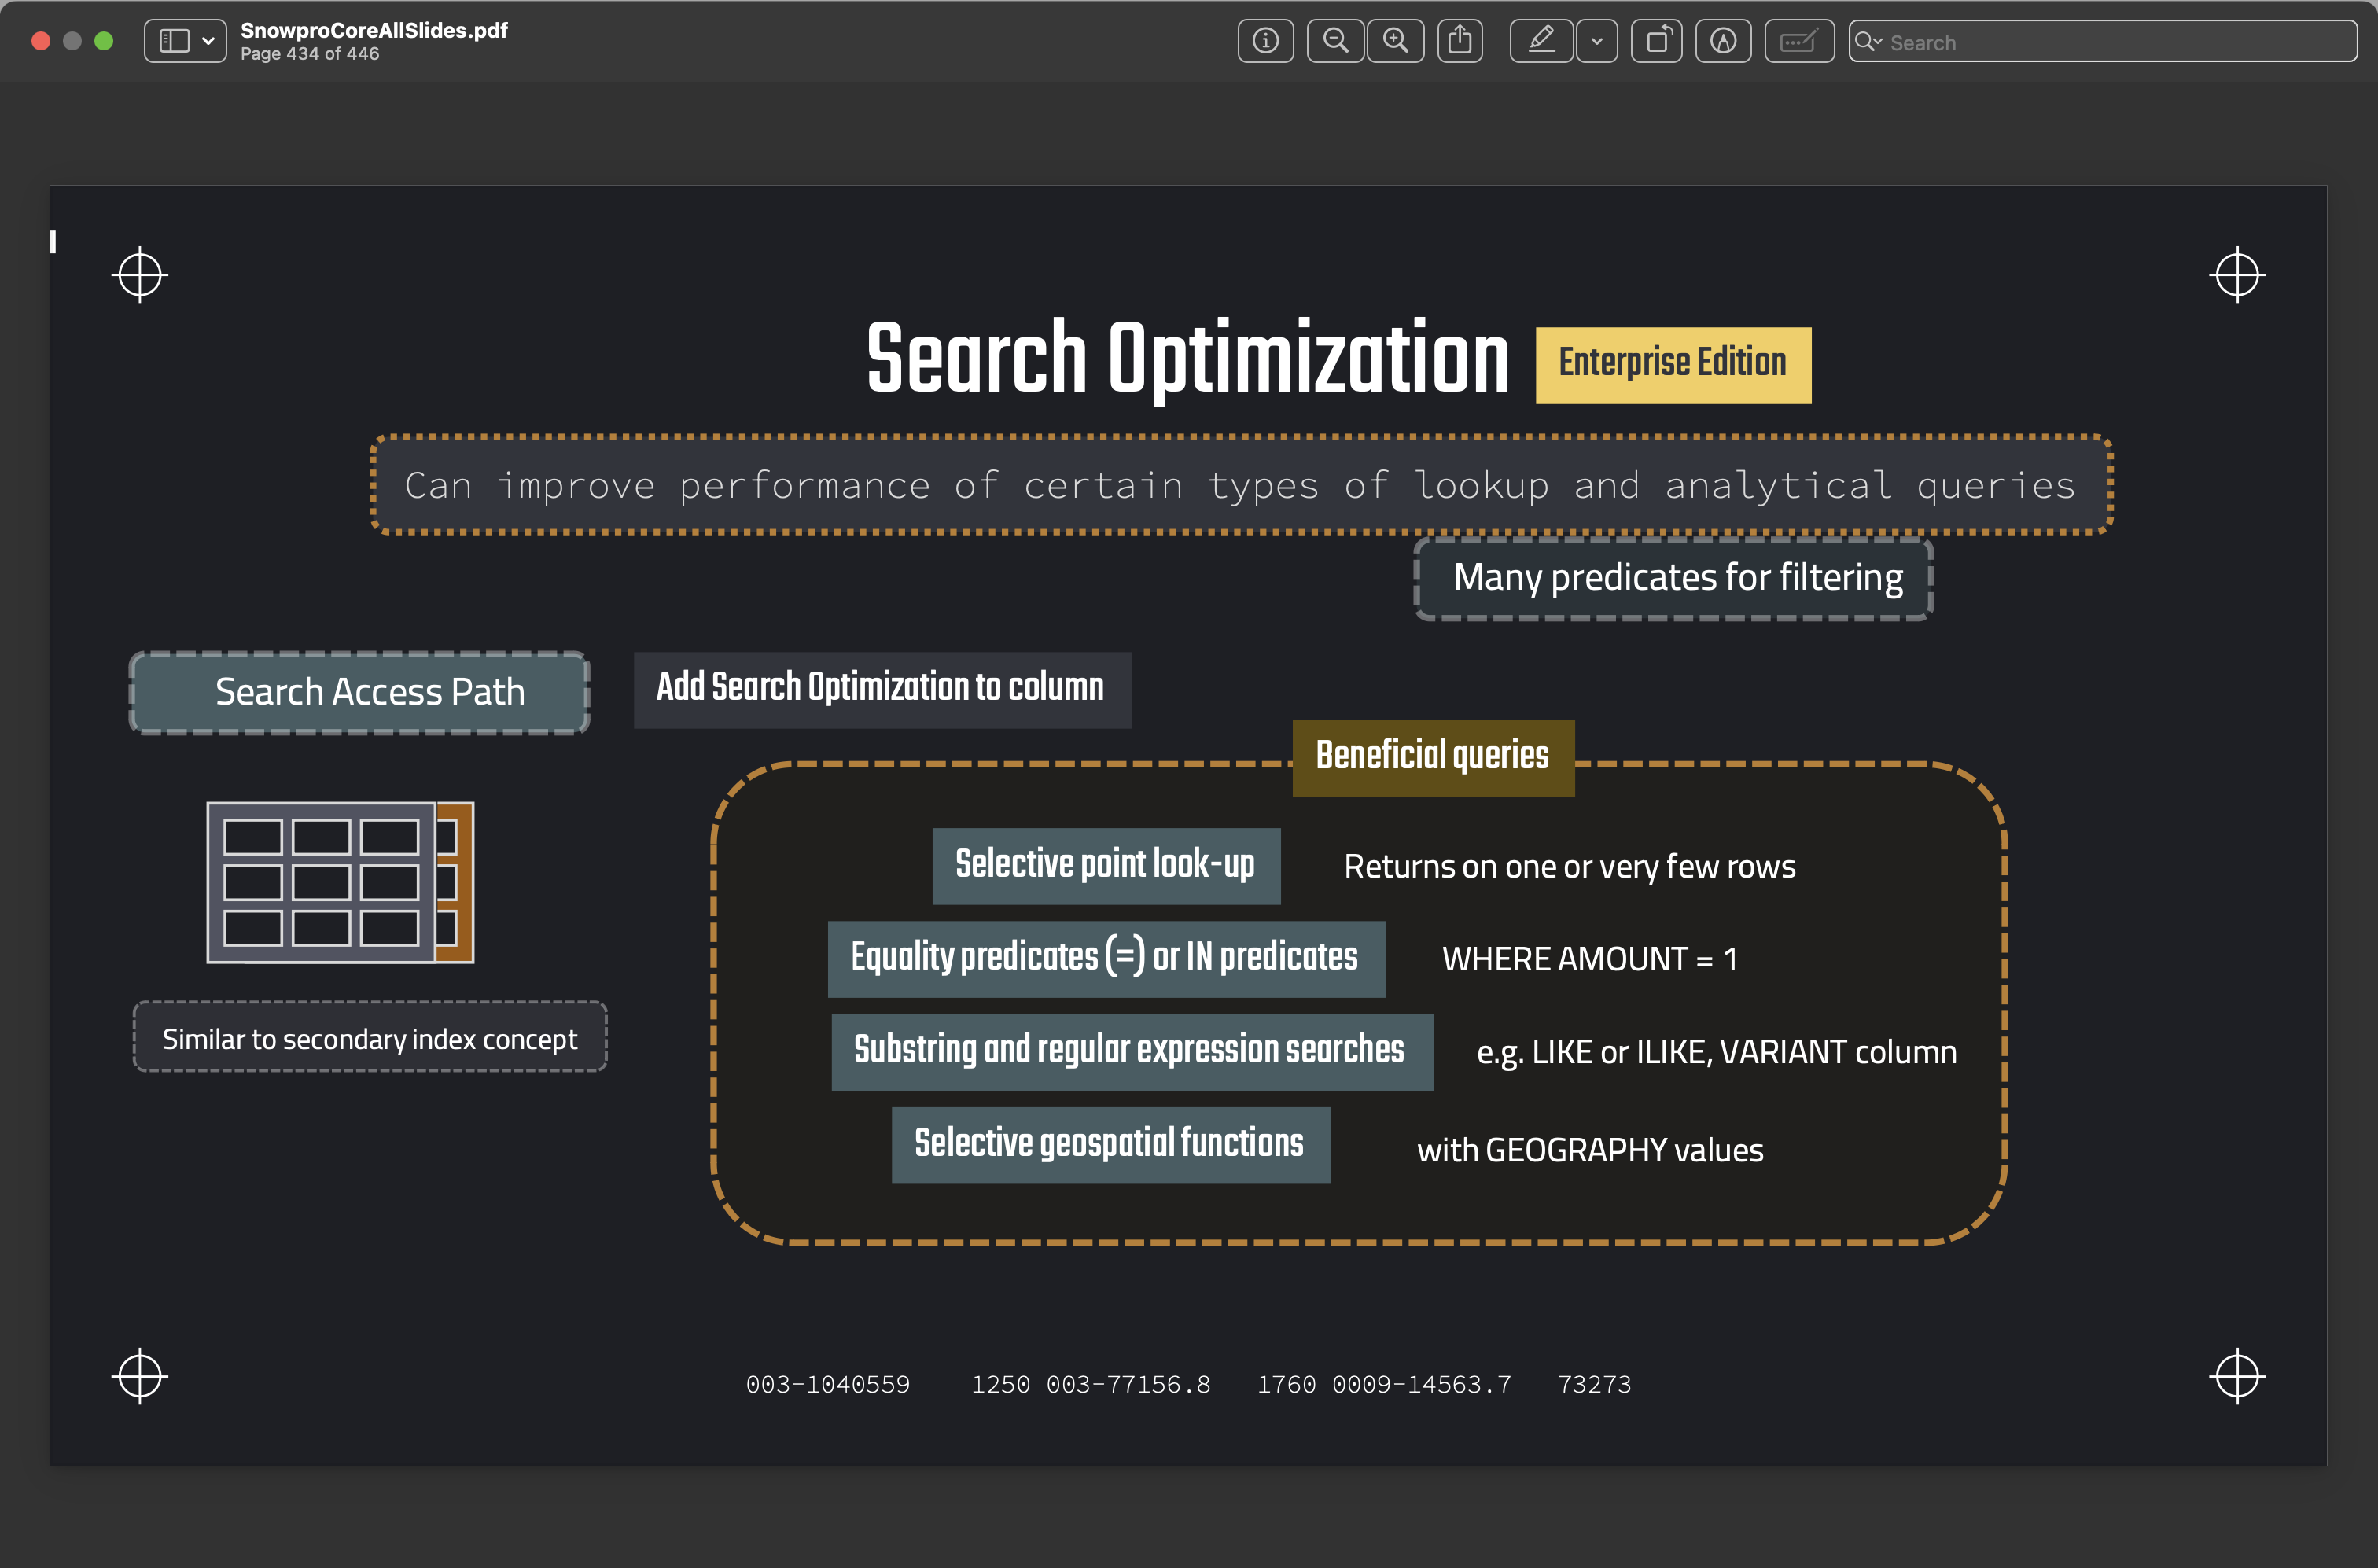 SnowproCoreAllSlides.pdf
Page 434 of 446
Search
Search Optimization
Enterprise Edition
Can improve performance of certain types of lookup and analytical queries
Many predicates for filtering
Search Access Path
Add Search Optimization to column
Beneficial queries
Selective point look-up
Returns on one or very few rows
Equality predicates (=) or IN predicates
WHERE AMOUNT = 1
Similar to secondary index concept
Substring and regular expression searches
e.g. LIKE or ILIKE, VARIANT column
Selective geospatial functions
with GEOGRAPHY values
003-1040559 1250 003-77156.8 1760 0009-14563.7 73273